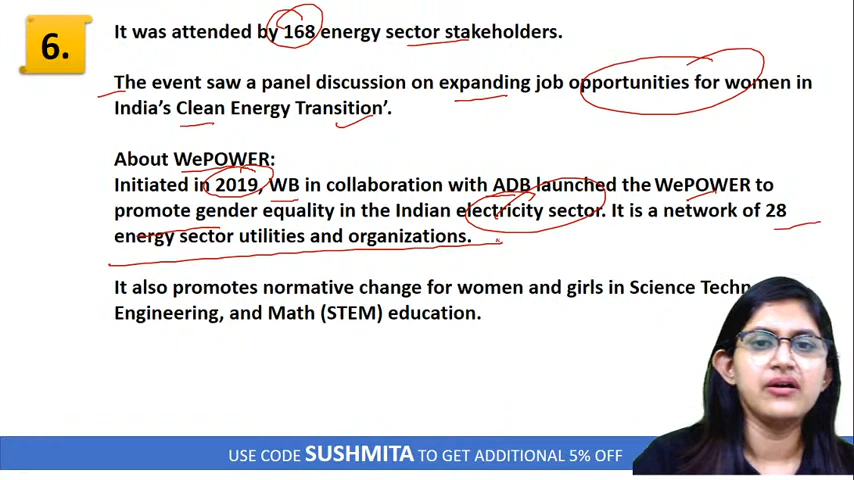 6.
It was attended by 168 energy sector stakeholders.
The event saw a panel discussion on expanding job opportunities for women in
India's Clean Energy Transition'.
About WePOWER:
Initiated in 2019, WB in collaboration with ADB launched the WePOWER to
promote gender equality in the Indian electricity sector. It is a network of 28
energy sector utilities and organizations.
It also promotes normative change for women and girls in Science
Engineering, and Math (STEM) education.
USE CODE SUSHMITA TO GET ADDITIONAL 5% OFF